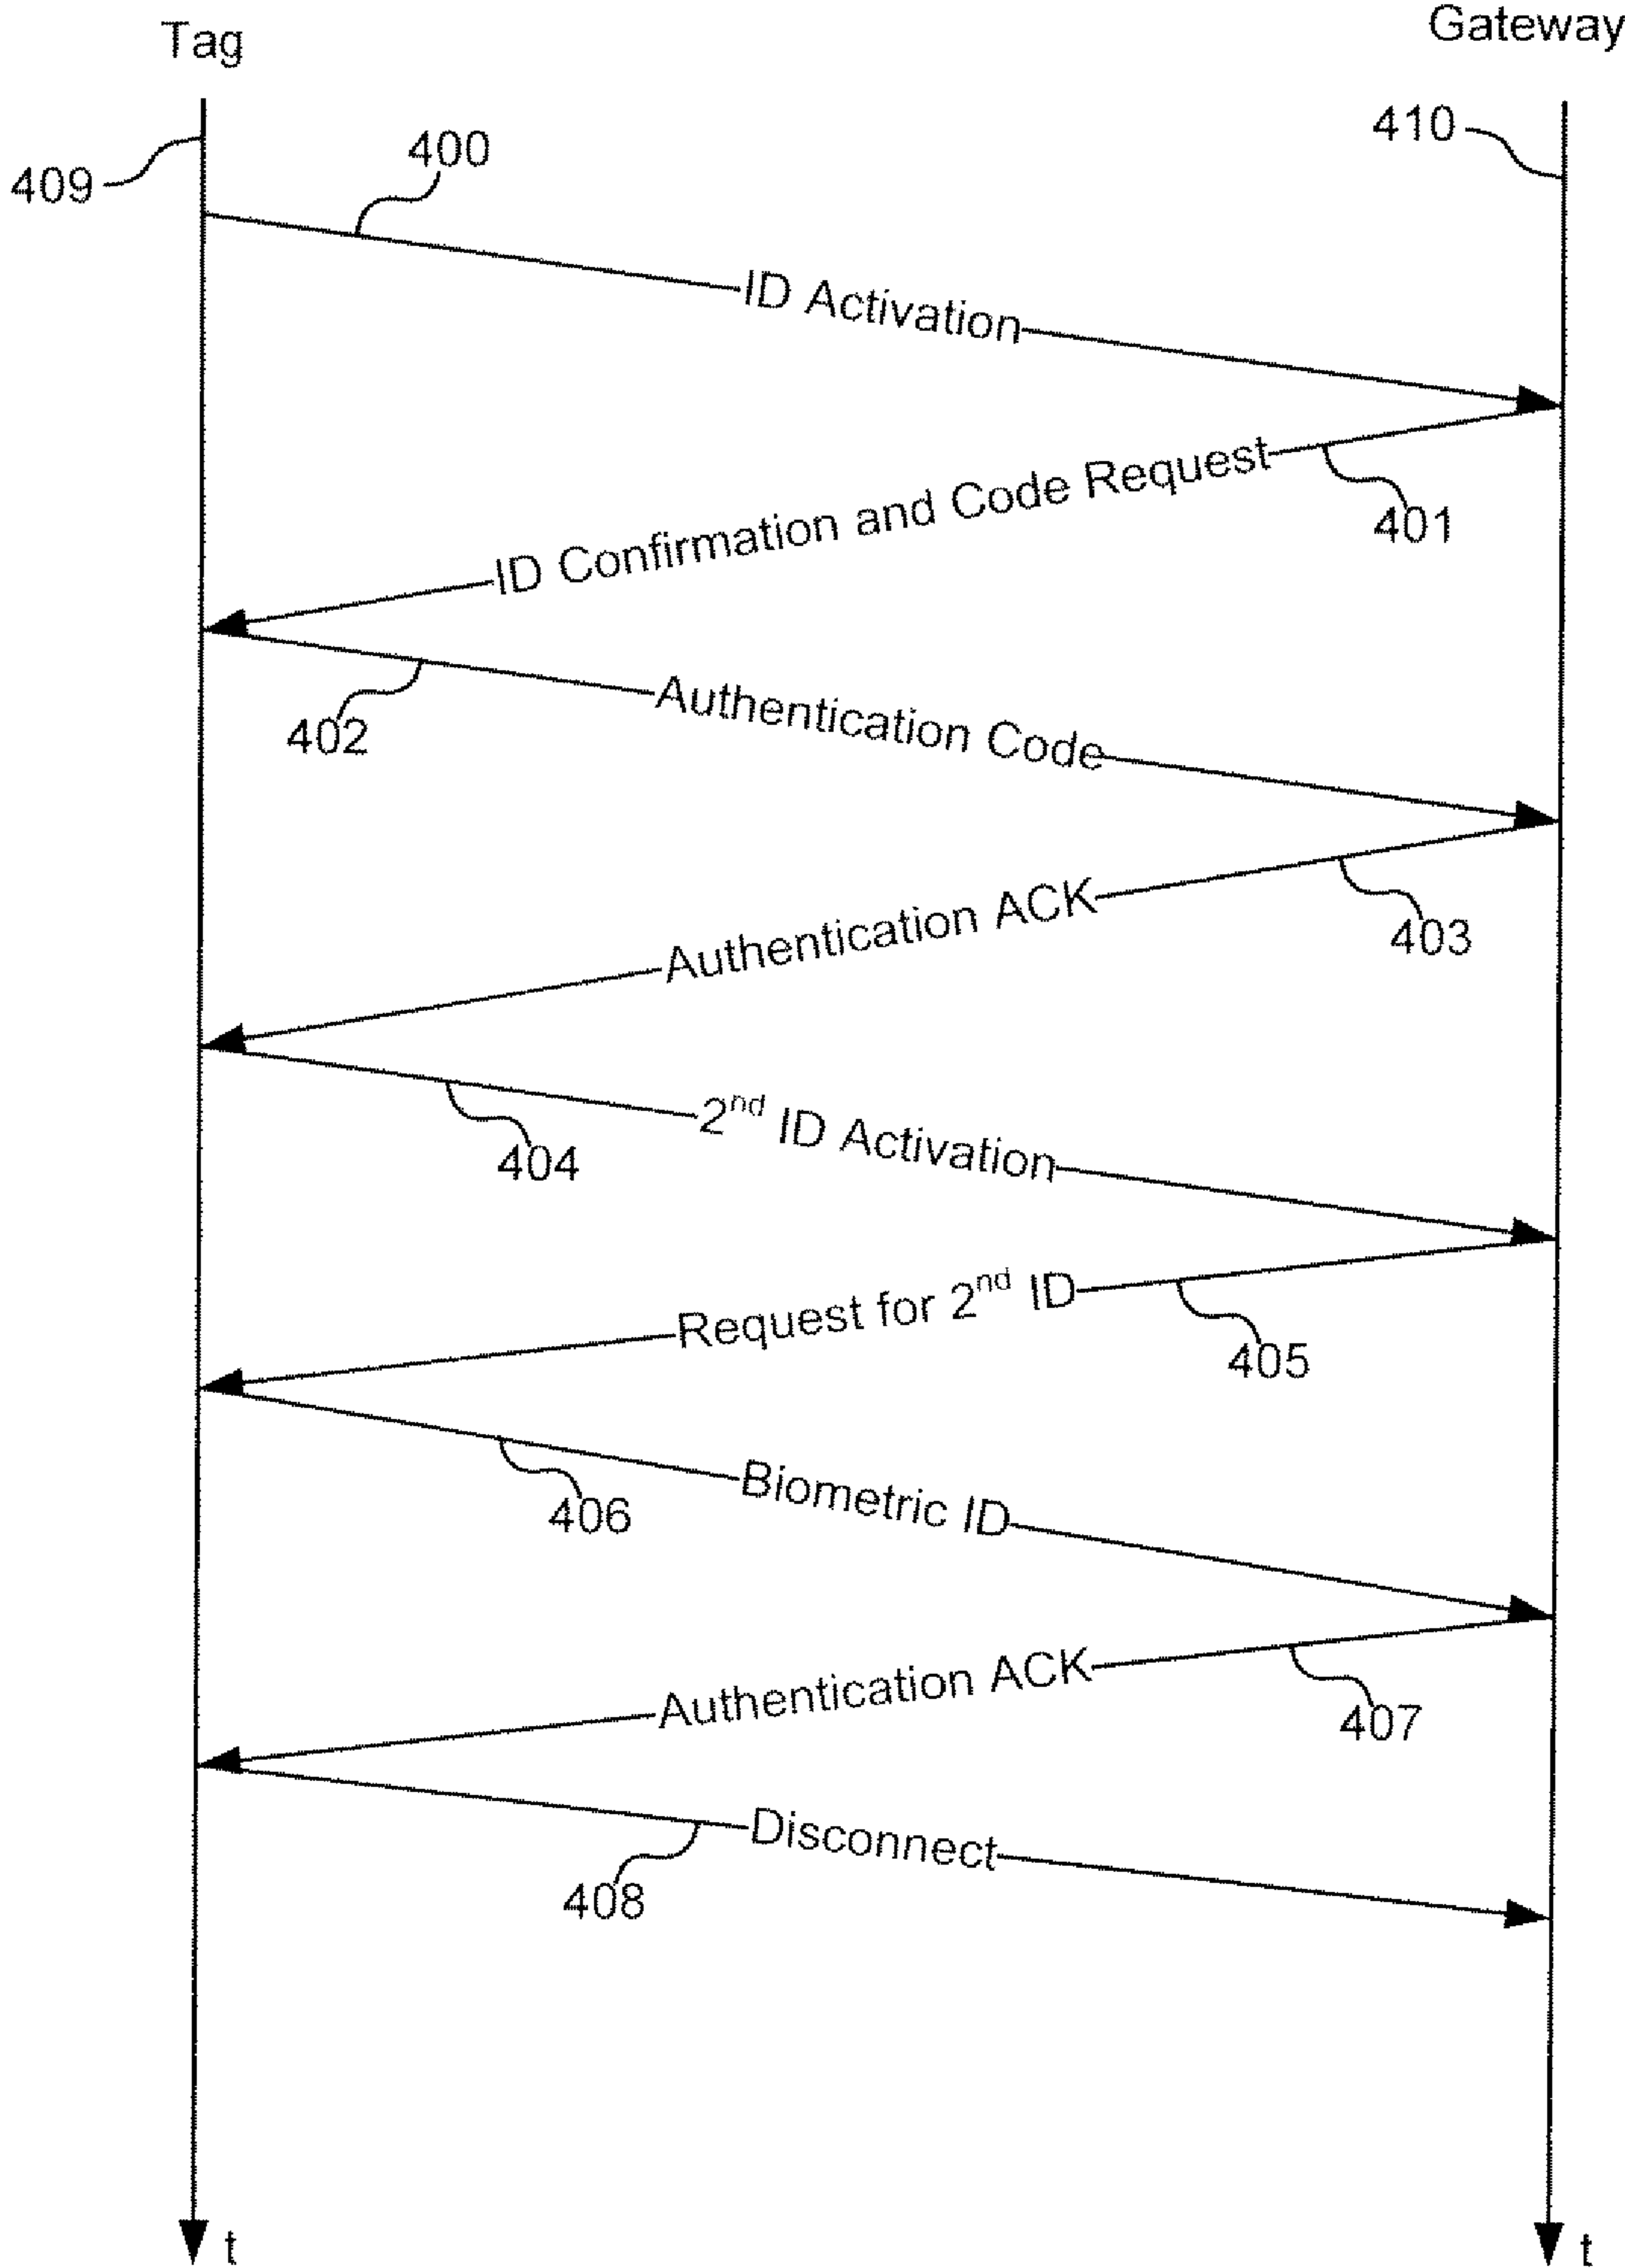 Tag
Gateway
410
400
409
ID Activation
ID Confirmation and Code Request
401
402
Authentication Code
Authentication ACK
403
2nd ID Activation
404
Request for 2nd ID
405
Biometric ID
406
Authentication ACK
407
Disconnect
408
t
t